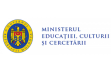 MINISTERUL
EDUCAȚIEI, CULTURII
ȘI CERCETĂRII